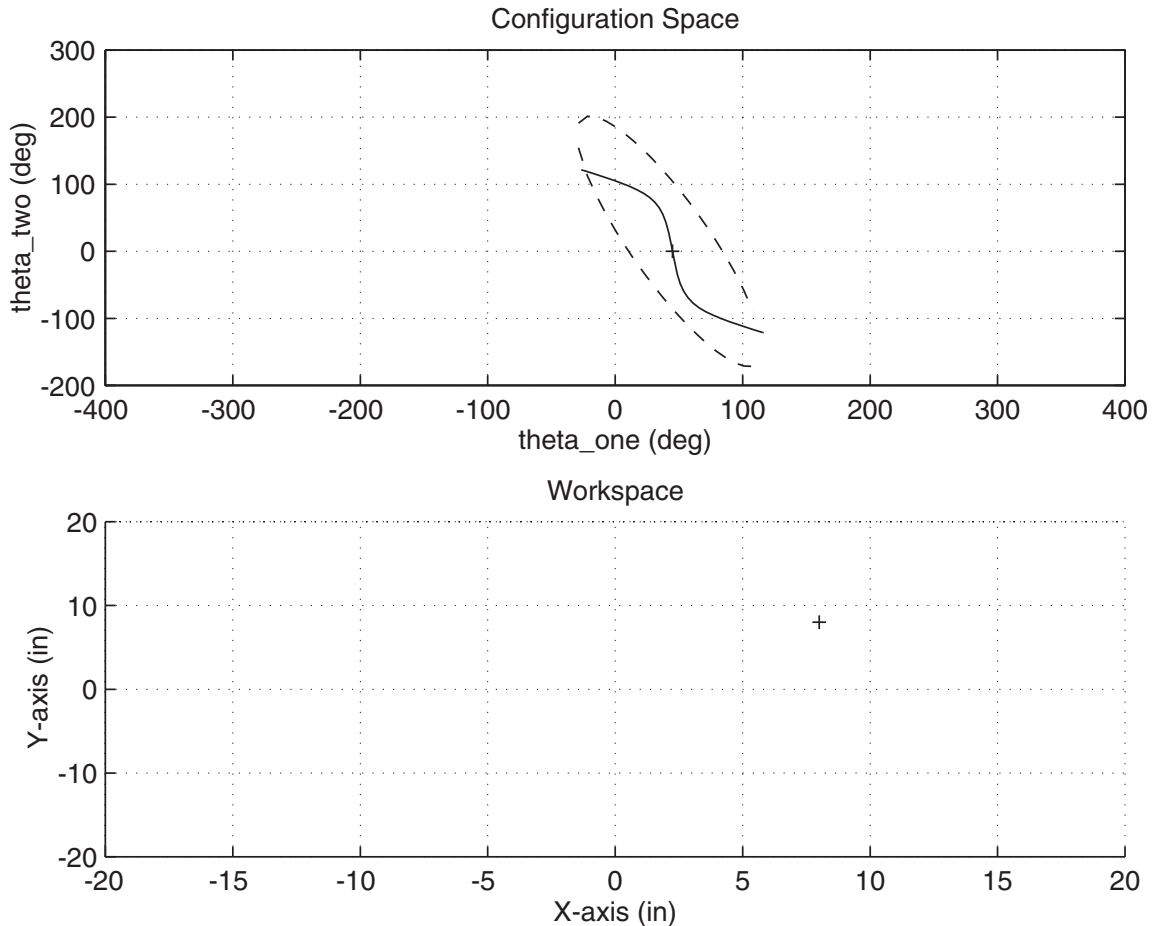 Configuration Space
300
200
100
0
-100
-200
theta_two (deg)
-400 -300 -200 -100 0 100 200 300 400
theta_one (deg)
Workspace
20
10
0
-10
-20
Y-axis (in)
-20 -15 -10 -5 0 5 10 15 20
X-axis (in)